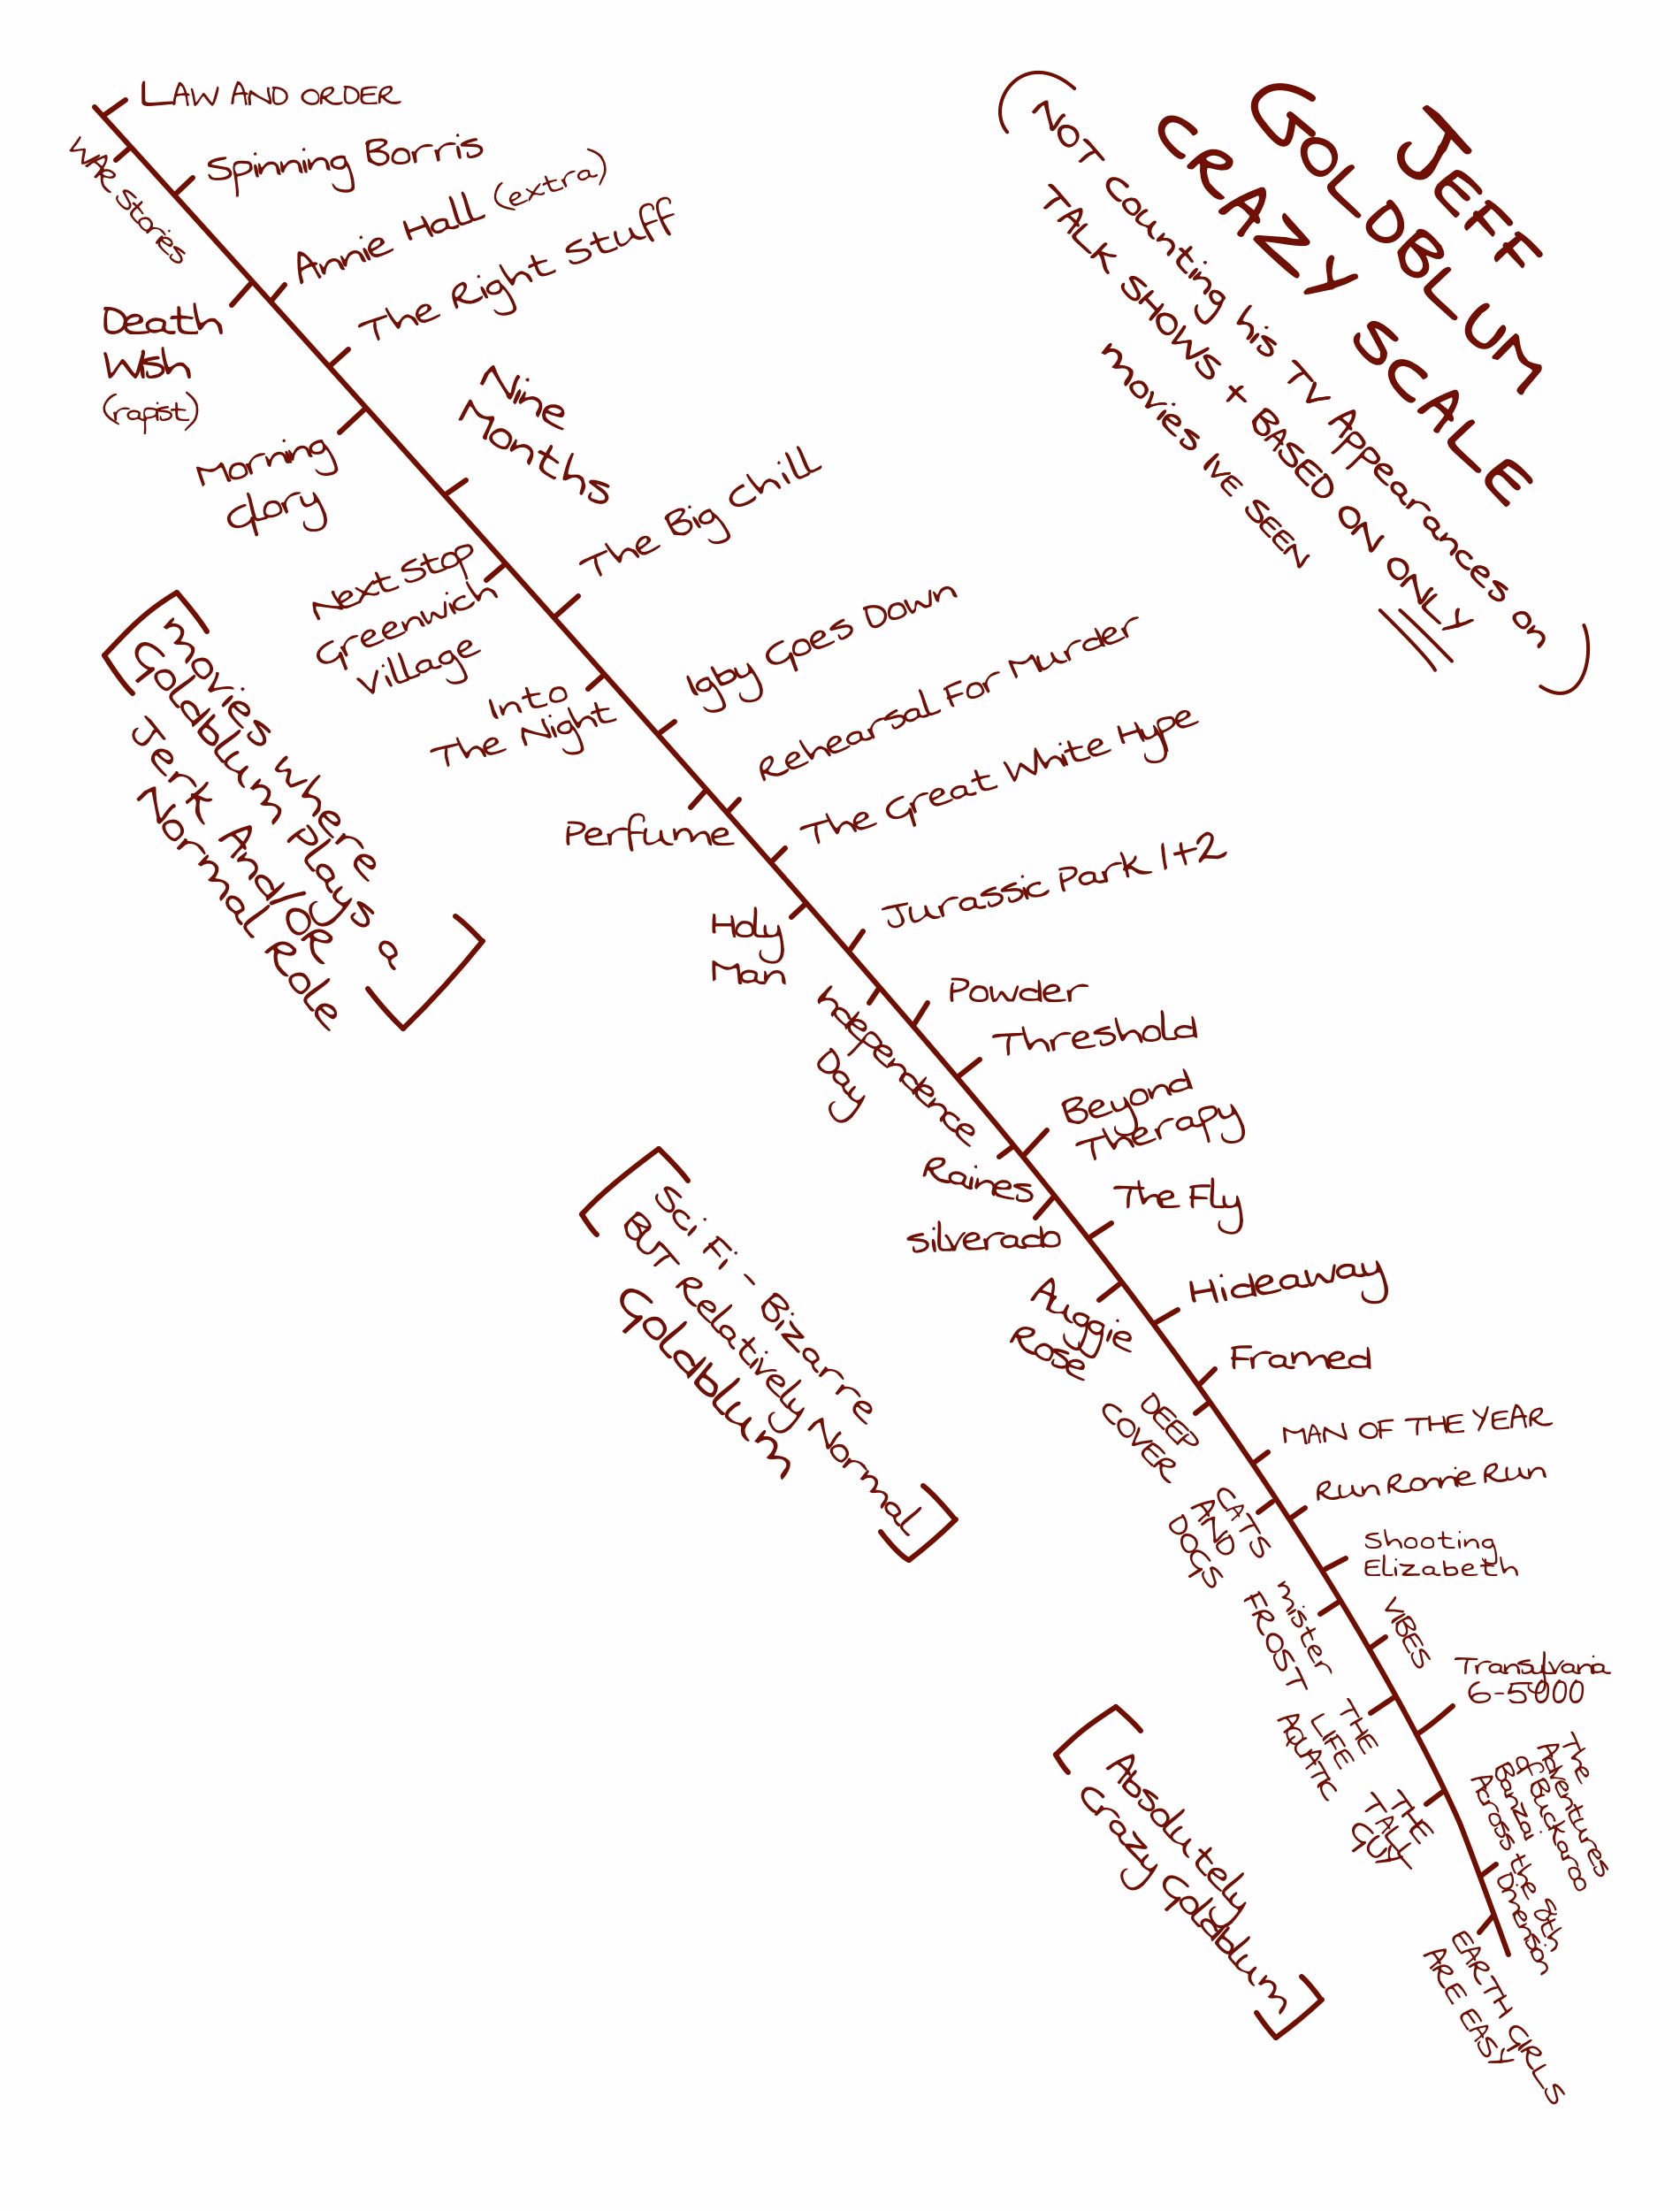 JEFF
GOLDBLUM
CRAZY SCALE
(NOT counting his TV APPearances on
TALK SHOWS + BASED ON ONLY
movies IVE SEEN)
LAW AND ORDER
Spinning Borris
Annie Hall (extra)
The Right Stuff
Death
Wish
(rapist)
Morning
Glory
Nine
Months
The Big Chill
Next Stop
Greenwich
Village
Into
The Night
Igby Goes Down
Rehearsal For Murder
The Great White Hype
Perfume
Jurassic Park 1+2
Holy
Man
Independence
Day
Powder
Threshold
Beyond
Therapy
Raines
The Fly
silverado
Hideaway
Auggie
Rose
Framed
DEEP
COVER
MAN OF THE YEAR
Run Ronie Run
CATS
AND
DOGS
Shooting
Elizabeth
mister
FROST
VIBES
THE
LIFE
AQUATIC
Transylvania
6-5000
THE
TALL
GUY
The
Adventures
of Buckaroo
Banzai
Across the 8th
Dimension
EARTH GIRLS
ARE EASY
[movies where
Goldblum Plays a
Jerk And/OR
Normal Role]
[Sci Fi - Bizarre
BUT Relatively Normal
Goldblum]
[Absolutely
Crazy Goldblum]